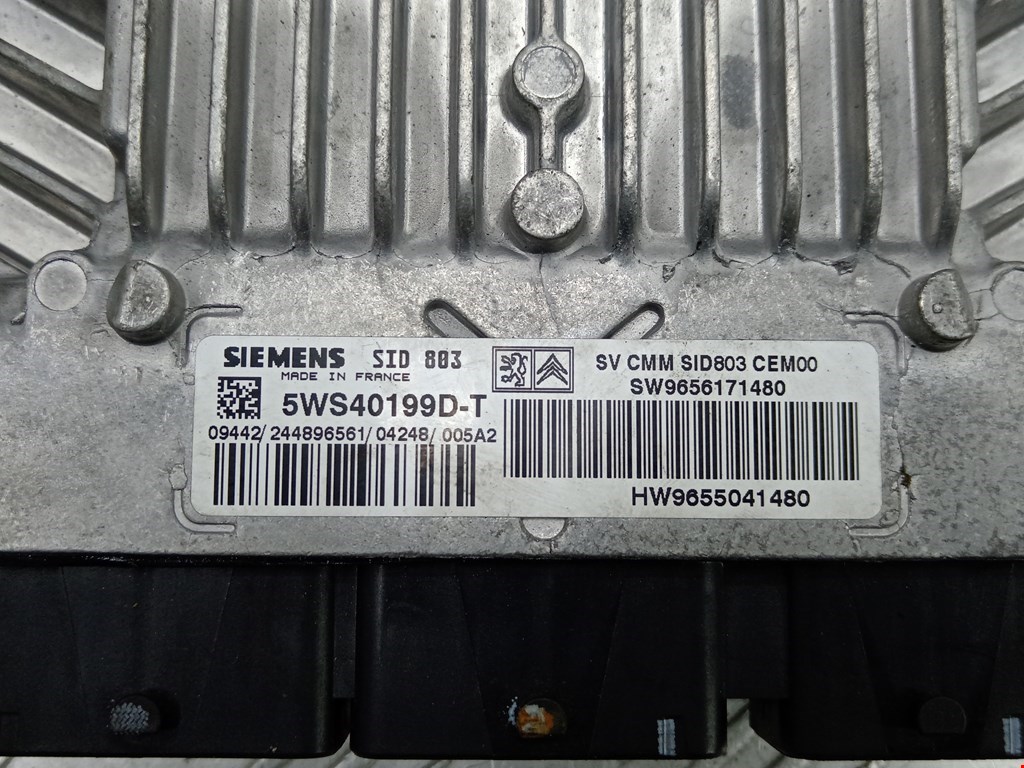 SIEMENS SID 803
MADE IN FRANCE
5WS40199D-T
09442/ 244896561/ 04248/ 005A2
SV CMM SID803 CEM00
SW9656171480
HW9655041480